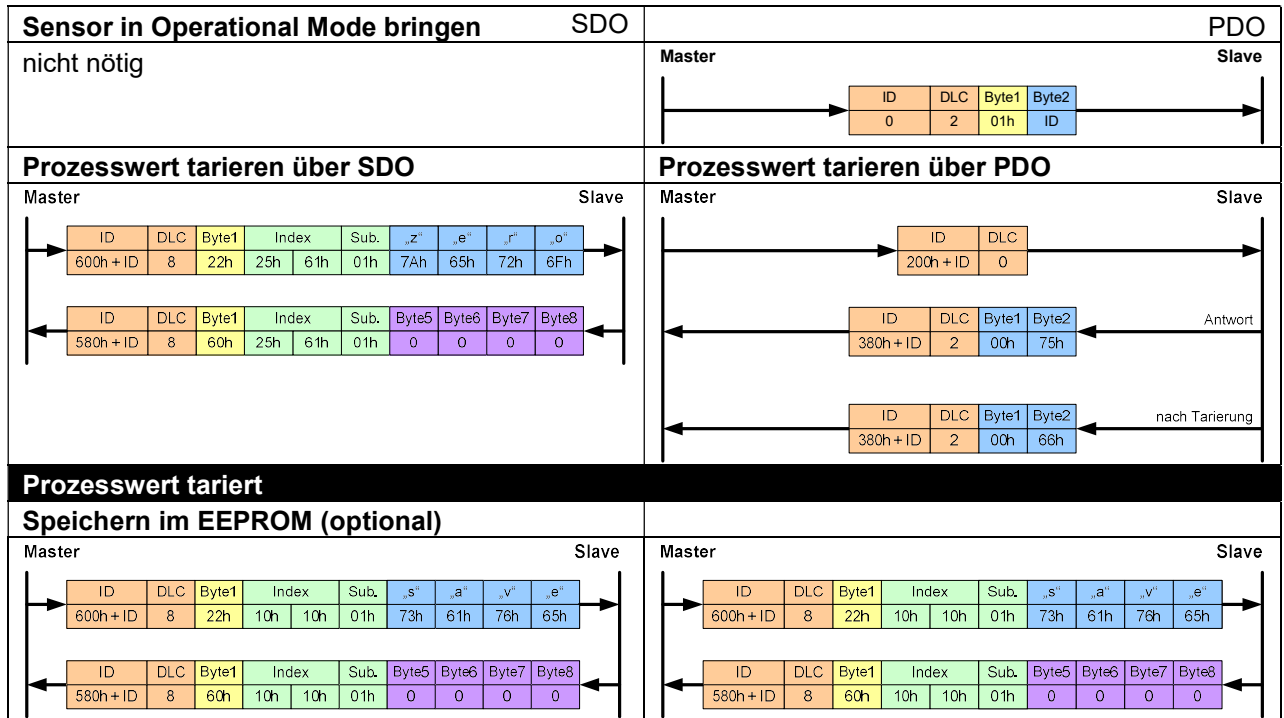 Sensor in Operational Mode bringen SDO
PDO
nicht nötig
Master Slave
ID DLC Byte1 Byte2
0 2 01h ID
Prozesswert tarieren über SDO
Master Slave
ID DLC Byte1 Index Sub. „z“ „e“ „r“ „o“
600h + ID 8 22h 25h 61h 01h 7Ah 65h 72h 6Fh
ID DLC Byte1 Index Sub. Byte5 Byte6 Byte7 Byte8
580h + ID 8 60h 25h 61h 01h 0 0 0 0
Prozesswert tarieren über PDO
Master Slave
ID DLC
200h + ID 0
ID DLC Byte1 Byte2 Antwort
380h + ID 2 00h 75h
ID DLC Byte1 Byte2 nach Tarierung
380h + ID 2 00h 66h
Prozesswert tariert
Speichern im EEPROM (optional)
Master Slave
ID DLC Byte1 Index Sub. „s“ „a“ „v“ „e“
600h + ID 8 22h 10h 10h 01h 73h 61h 76h 65h
ID DLC Byte1 Index Sub. Byte5 Byte6 Byte7 Byte8
580h + ID 8 60h 10h 10h 01h 0 0 0 0
Master Slave
ID DLC Byte1 Index Sub. „s“ „a“ „v“ „e“
600h + ID 8 22h 10h 10h 01h 73h 61h 76h 65h
ID DLC Byte1 Index Sub. Byte5 Byte6 Byte7 Byte8
580h + ID 8 60h 10h 10h 01h 0 0 0 0